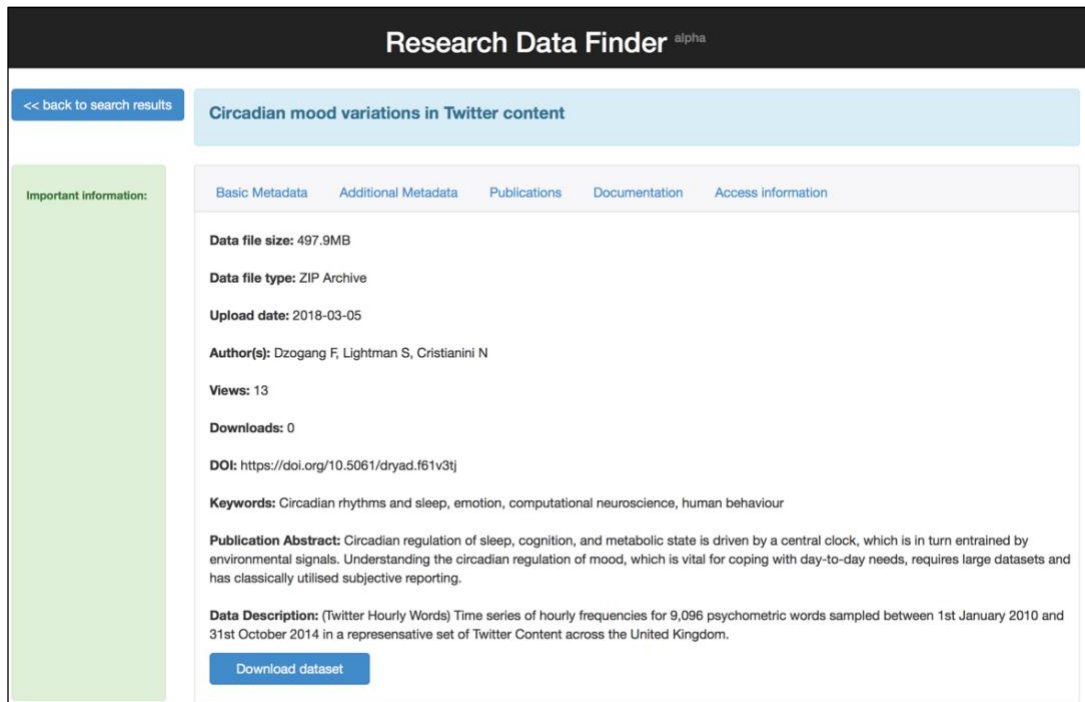 Research Data Finder alpha
<< back to search results
Circadian mood variations in Twitter content
Important information:
Basic Metadata Additional Metadata Publications Documentation Access information
Data file size: 497.9MB
Data file type: ZIP Archive
Upload date: 2018-03-05
Author(s): Dzogang F, Lightman S, Cristianini N
Views: 13
Downloads: 0
DOI: https://doi.org/10.5061/dryad.f61v3tj
Keywords: Circadian rhythms and sleep, emotion, computational neuroscience, human behaviour
Publication Abstract: Circadian regulation of sleep, cognition, and metabolic state is driven by a central clock, which is in turn entrained by
environmental signals. Understanding the circadian regulation of mood, which is vital for coping with day-to-day needs, requires large datasets and
has classically utilised subjective reporting.
Data Description: (Twitter Hourly Words) Time series of hourly frequencies for 9,096 psychometric words sampled between 1st January 2010 and
31st October 2014 in a represensative set of Twitter Content across the United Kingdom.
Download dataset